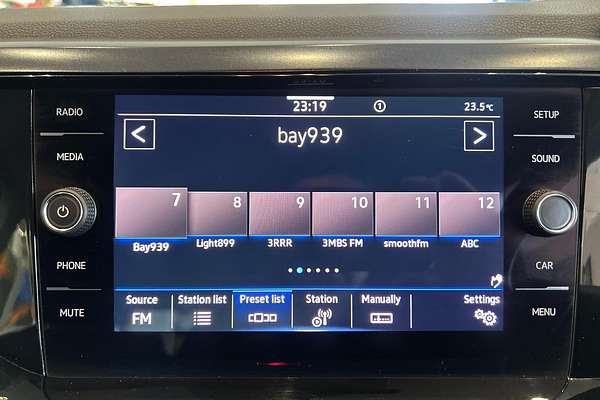 RADIO
MEDIA
PHONE
MUTE
23:19
1
23.5°C
<
bay939
>
7
8
9
10
11
12
Bay939
Light899
3RRR
3MBS FM
smoothfm
ABC
Source
Station list
Preset list
Station
Manually
Settings
FM
SETUP
SOUND
CAR
MENU